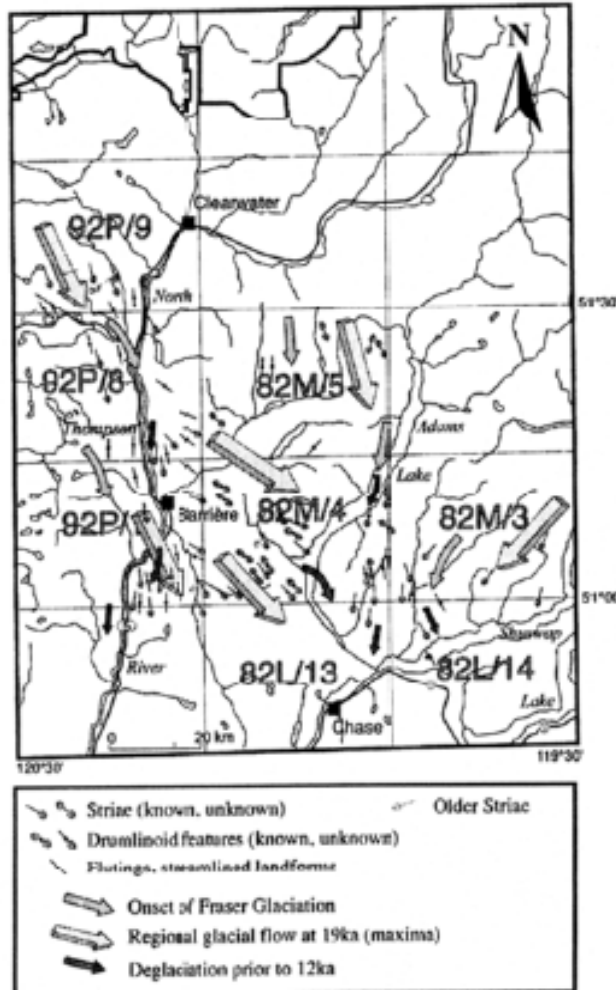 N
Clearwater
92P/9
North
51°30'
92P/8
82M/5
Thompson
Adams
Lake
Barrière
92P/
82M/4
82M/3
51°00'
Shuswap
River
82L/13
82L/14
Lake
Chase
0 20 km
120°30' 119°30'
Striae (known, unknown) Older Striae
Drumlinoid features (known, unknown)
Flutings, streamlined landforms
Onset of Fraser Glaciation
Regional glacial flow at 19ka (maxima)
Deglaciation prior to 12ka